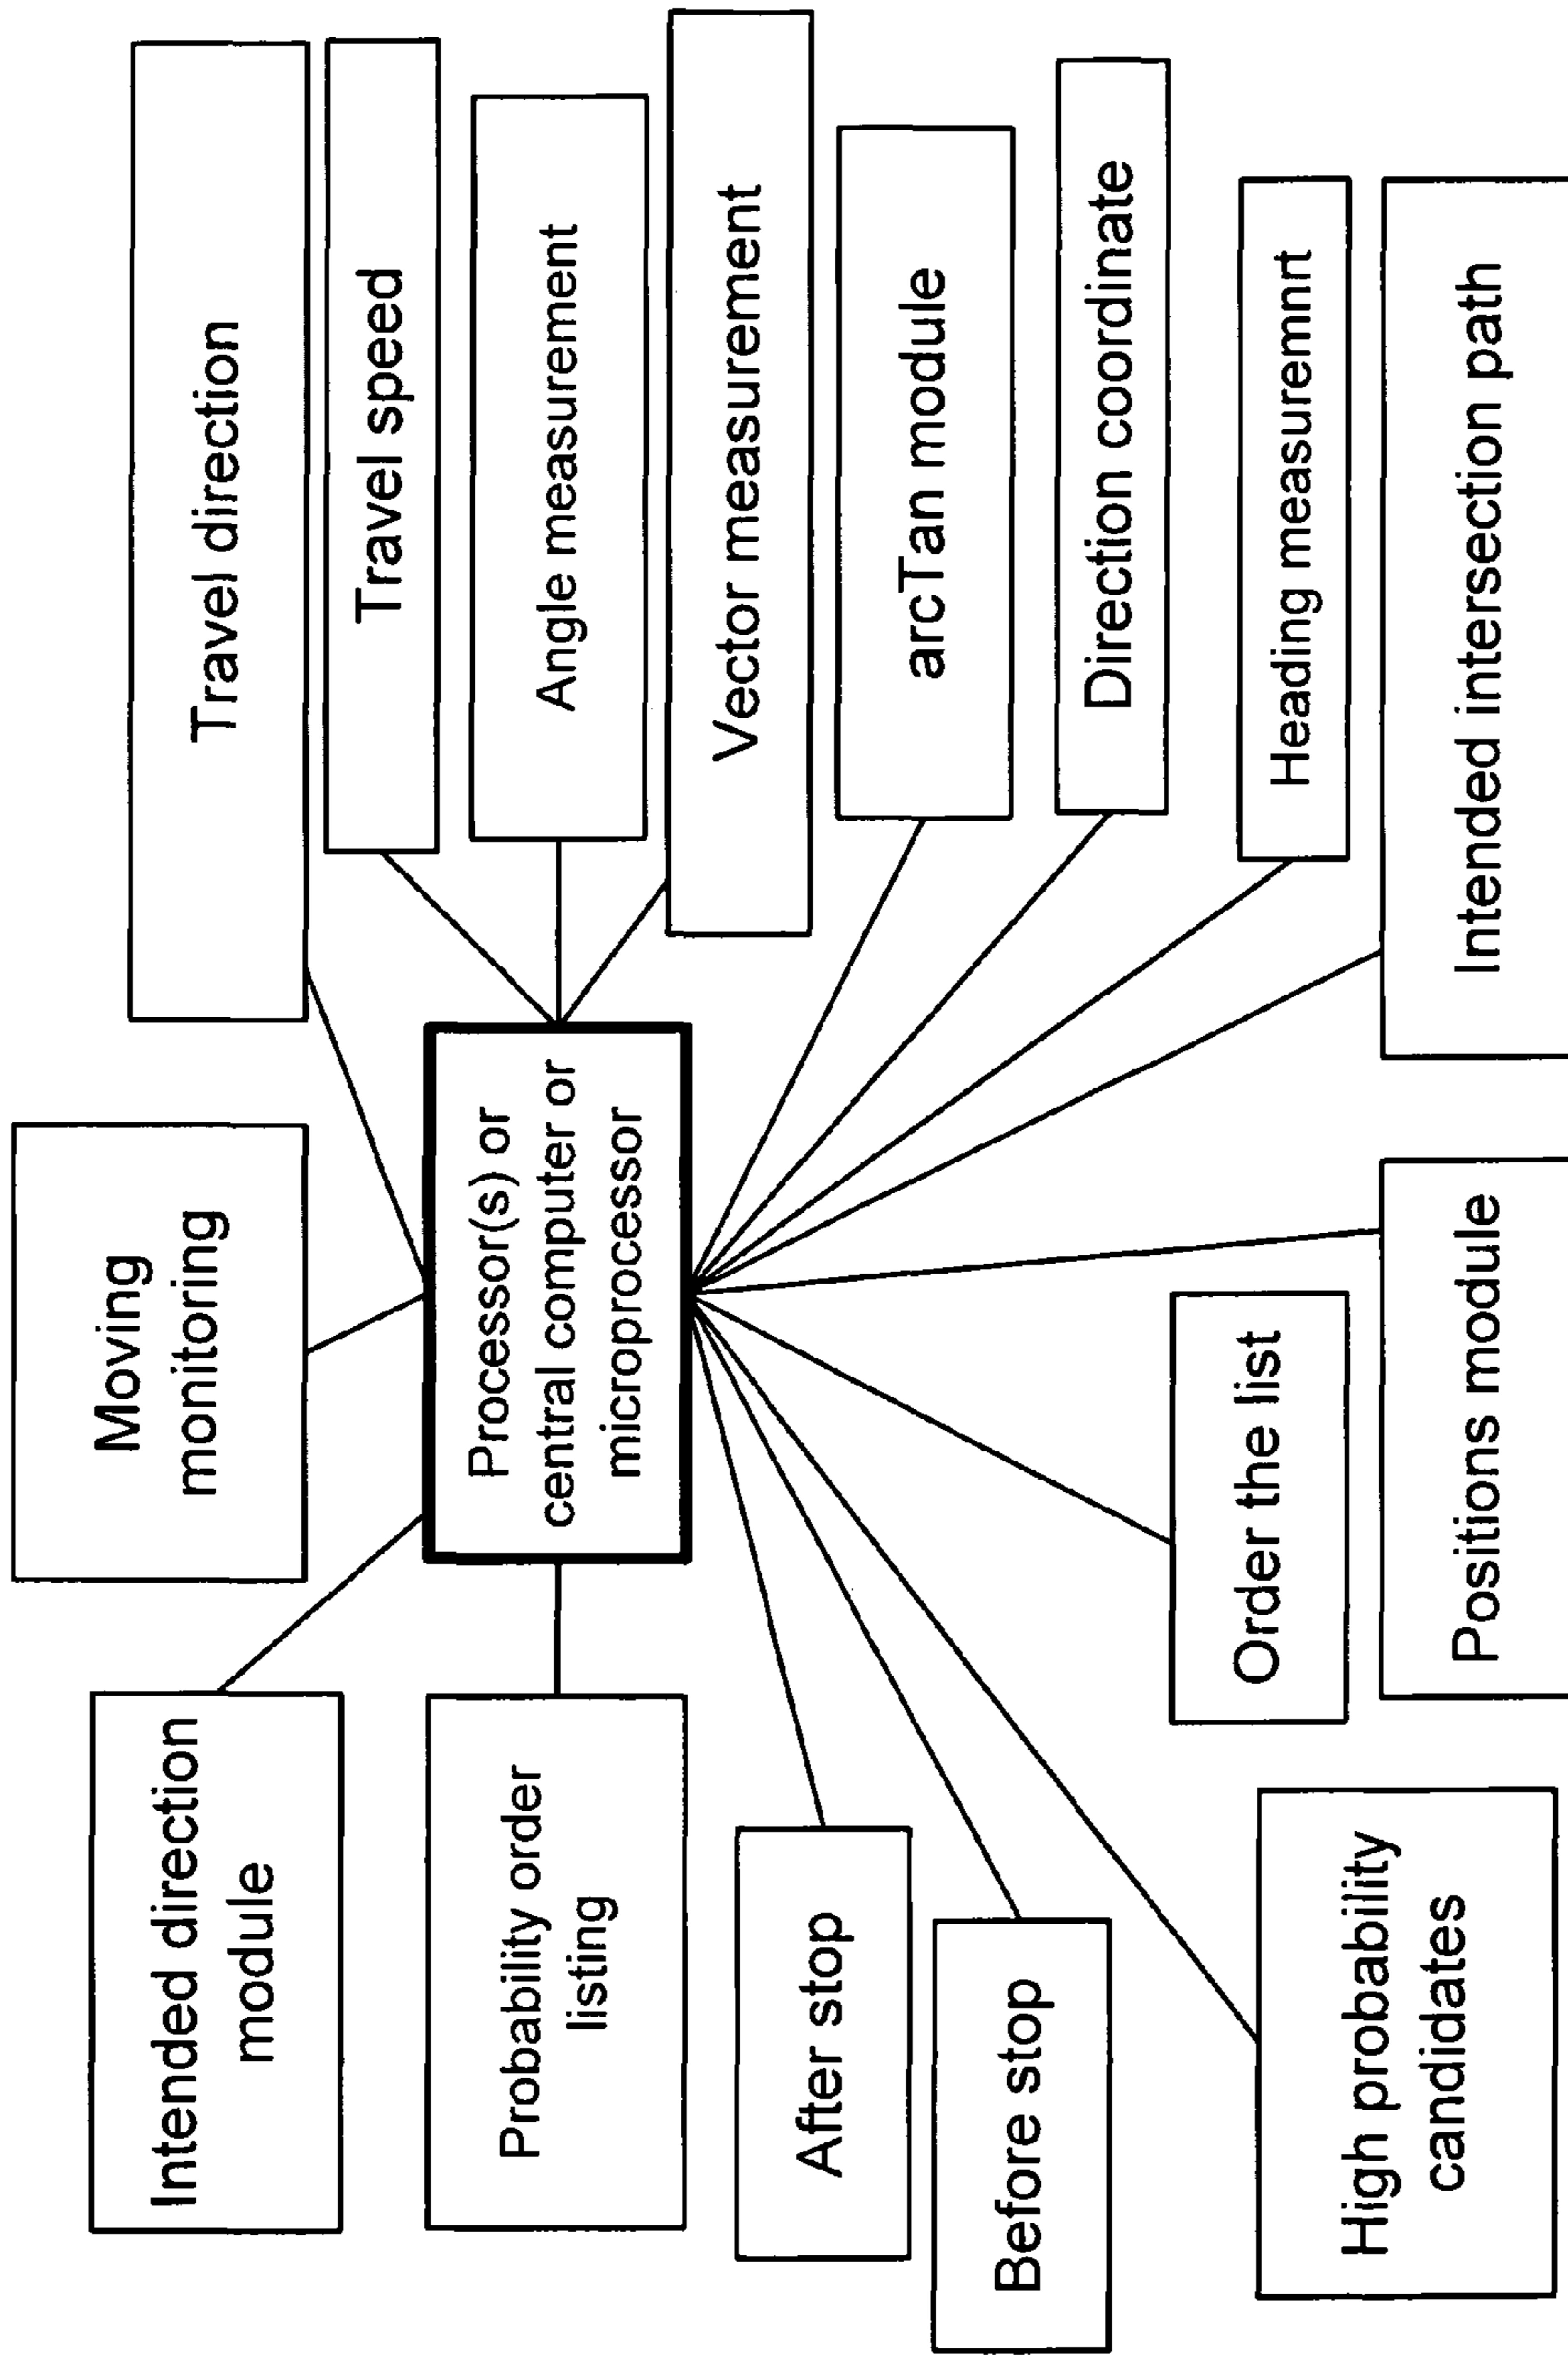 Moving
monitoring
Travel direction
Intended direction
module
Travel speed
Processor(s) or
central computer or
microprocessor
Probability order
listing
Angle measurement
Vector measurement
After stop
arcTan module
Before stop
Direction coordinate
Order the list
Heading measuremnrt
High probability
candidates
Positions module
Intended intersection path